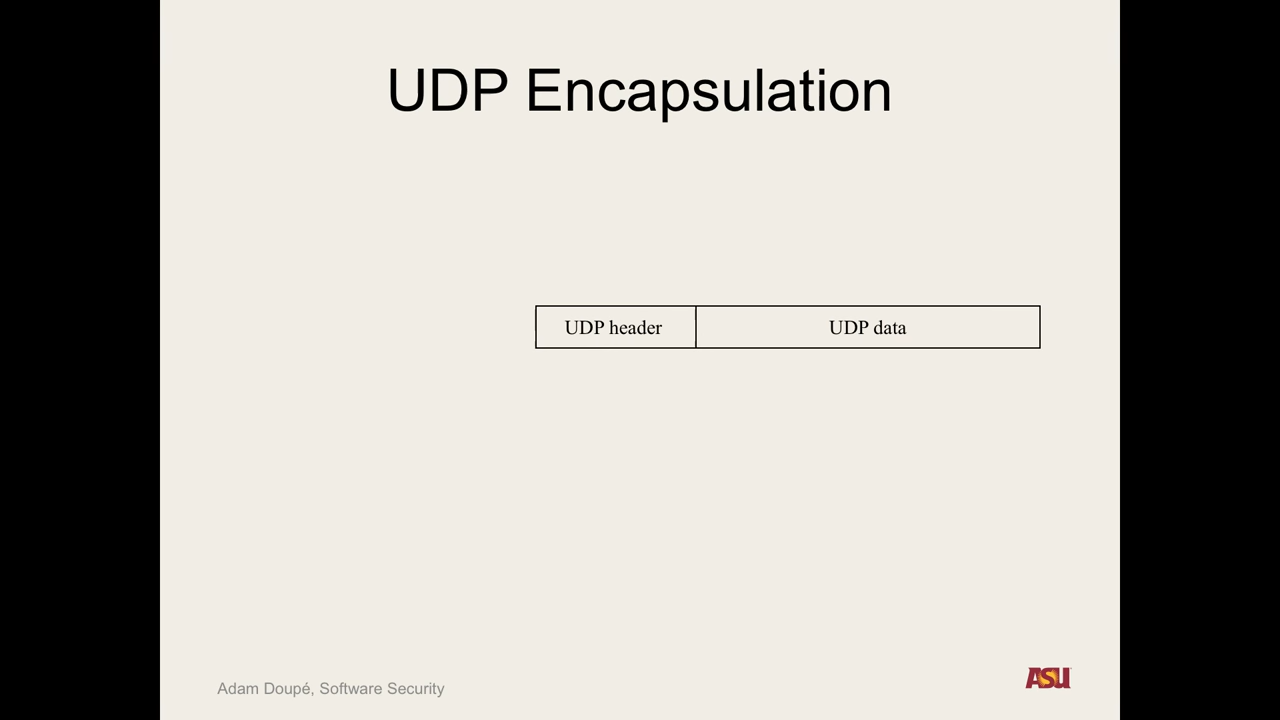 UDP Encapsulation
UDP header
UDP data
Adam Doupé, Software Security
ASU